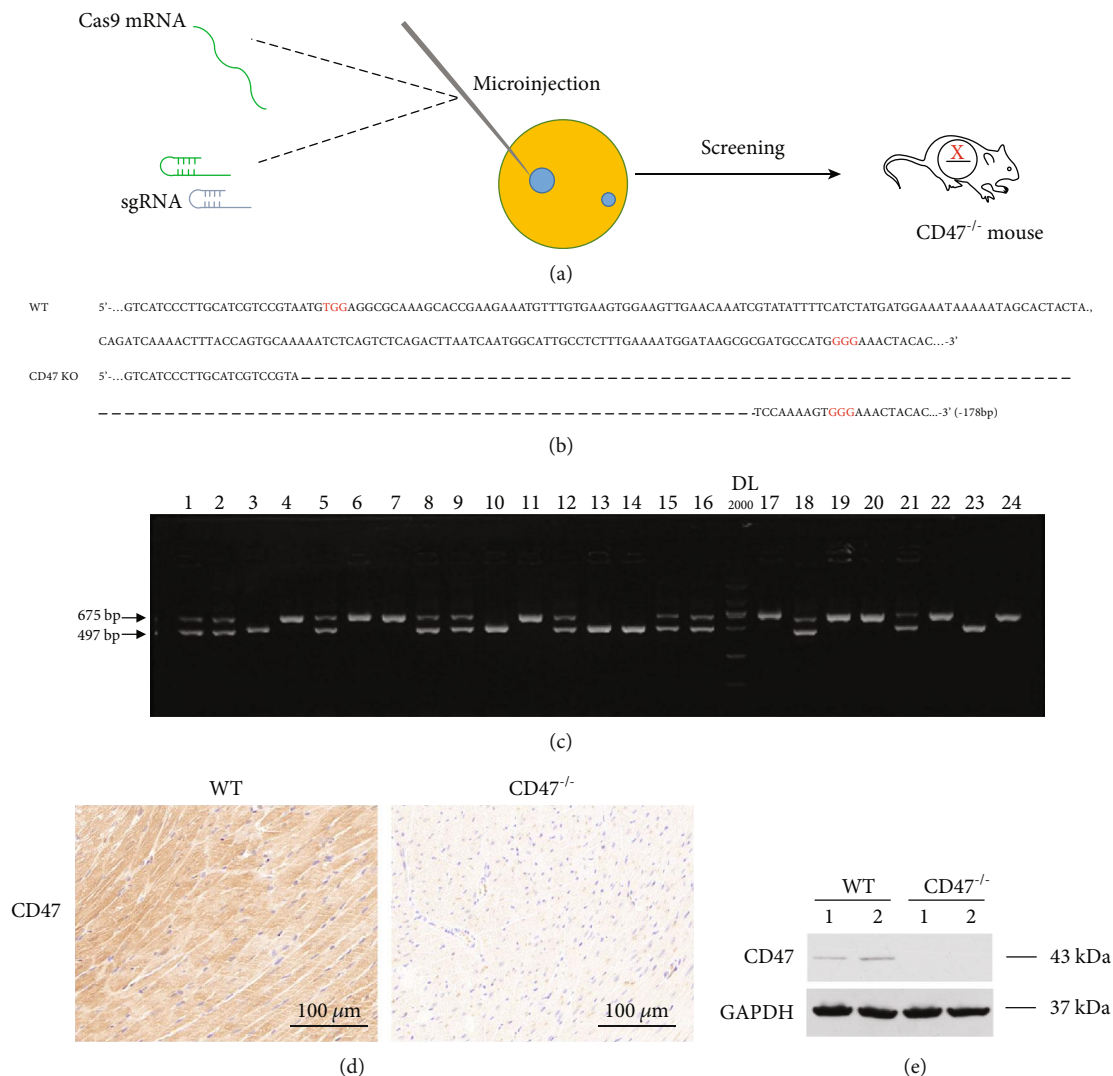 Cas9 mRNA
Microinjection
Screening
sgRNA
X
CD47-/- mouse
(a)
WT 5'-...GTCATCCCTTGCATCGTCCGTAATGTGGAGGCGCAAAGCACCGAAGAAATGTTTGTGAAGTGGAAGTTGAACAAATCGTATATTTTCATCTATGATGGAAATAAAAATAGCACTACTA.,
CAGATCAAAACTTTACCAGTGCAAAAATCTCAGTCTCAGACTTAATCAATGGCATTGCCTCTTTGAAAATGGATAAGCGCGATGCCATGGGGAAACTACAC...-3'
CD47 KO 5'-...GTCATCCCTTGCATCGTCCGTA
TCCAAAAGTGGGAAACTACAC...-3' (-178bp)
(b)
1 2 3 4 5 6 7 8 9 10 11 12 13 14 15 16 DL 2000 17 18 19 20 21 22 23 24
675 bp
497 bp
(c)
WT CD47-/-
CD47
100 μm 100 μm
(d)
WT CD47-/-
1 2 1 2
CD47 43 kDa
GAPDH 37 kDa
(e)